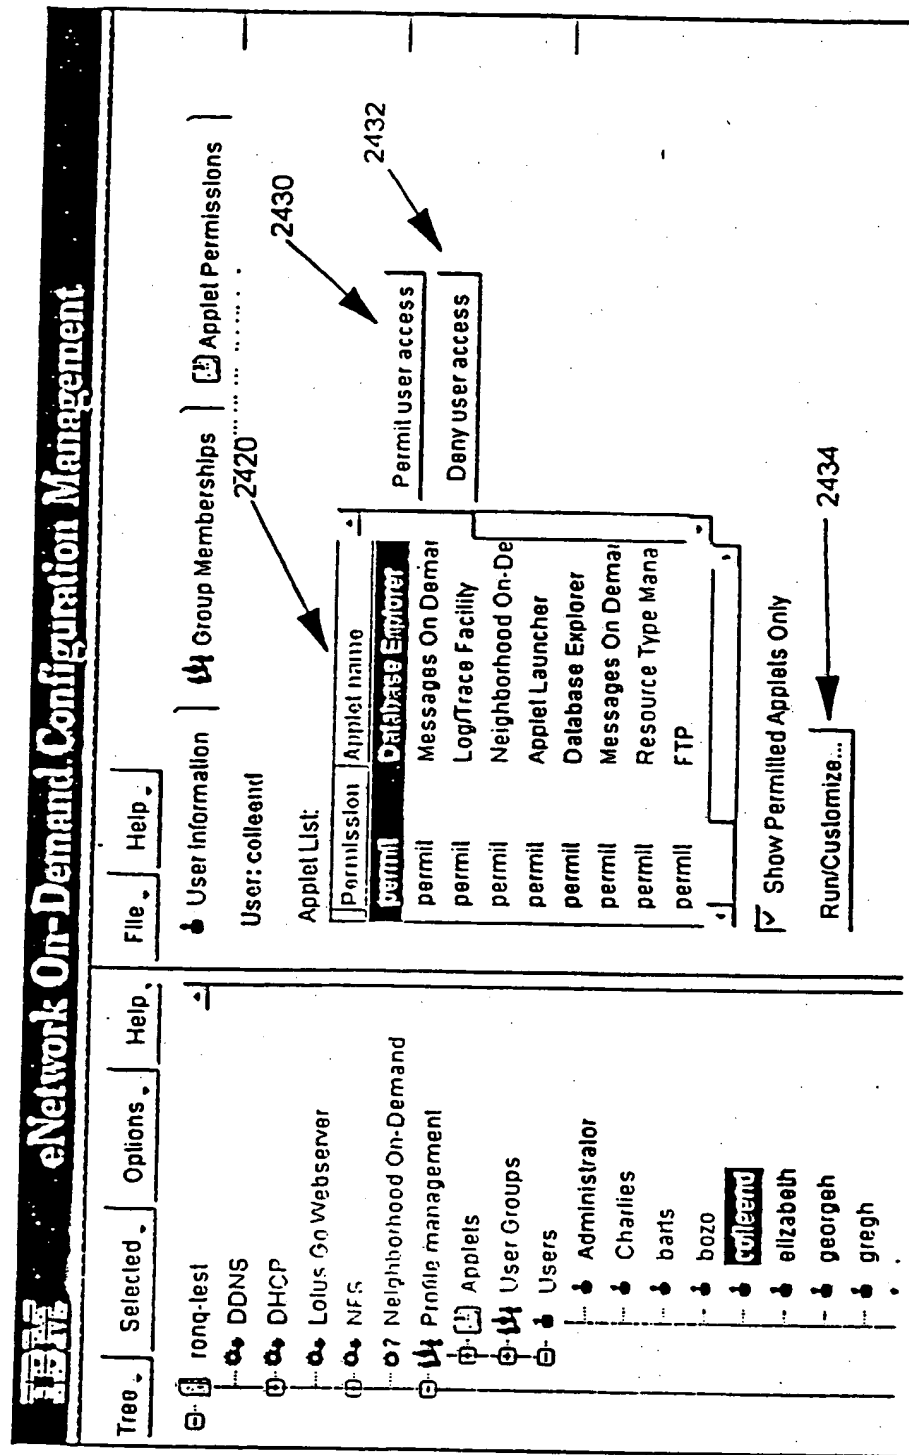 IBM eNetwork On-Demand Configuration Management
Tree Selected Options Help
File Help
ronq-test
DDNS
DHCP
Lotus Go Webserver
NFS
Neighborhood On-Demand
Profile management
Applets
User Groups
Users
Administrator
Charlies
barts
bozo
colleend
elizabeth
georgeh
gregh
User Information
Group Memberships
Applet Permissions
User: colleend
2420
2430
2432
Applet List:
Permission Applet name
permit Database Explorer
permit Messages On Demar
permit Log/Trace Facility
permit Neighborhood On-De
permit Applet Launcher
permit Database Explorer
permit Messages On Demar
permit Resource Type Mana
permit FTP
Permit user access
Deny user access
Show Permitted Applets Only
Run/Customize...
2434